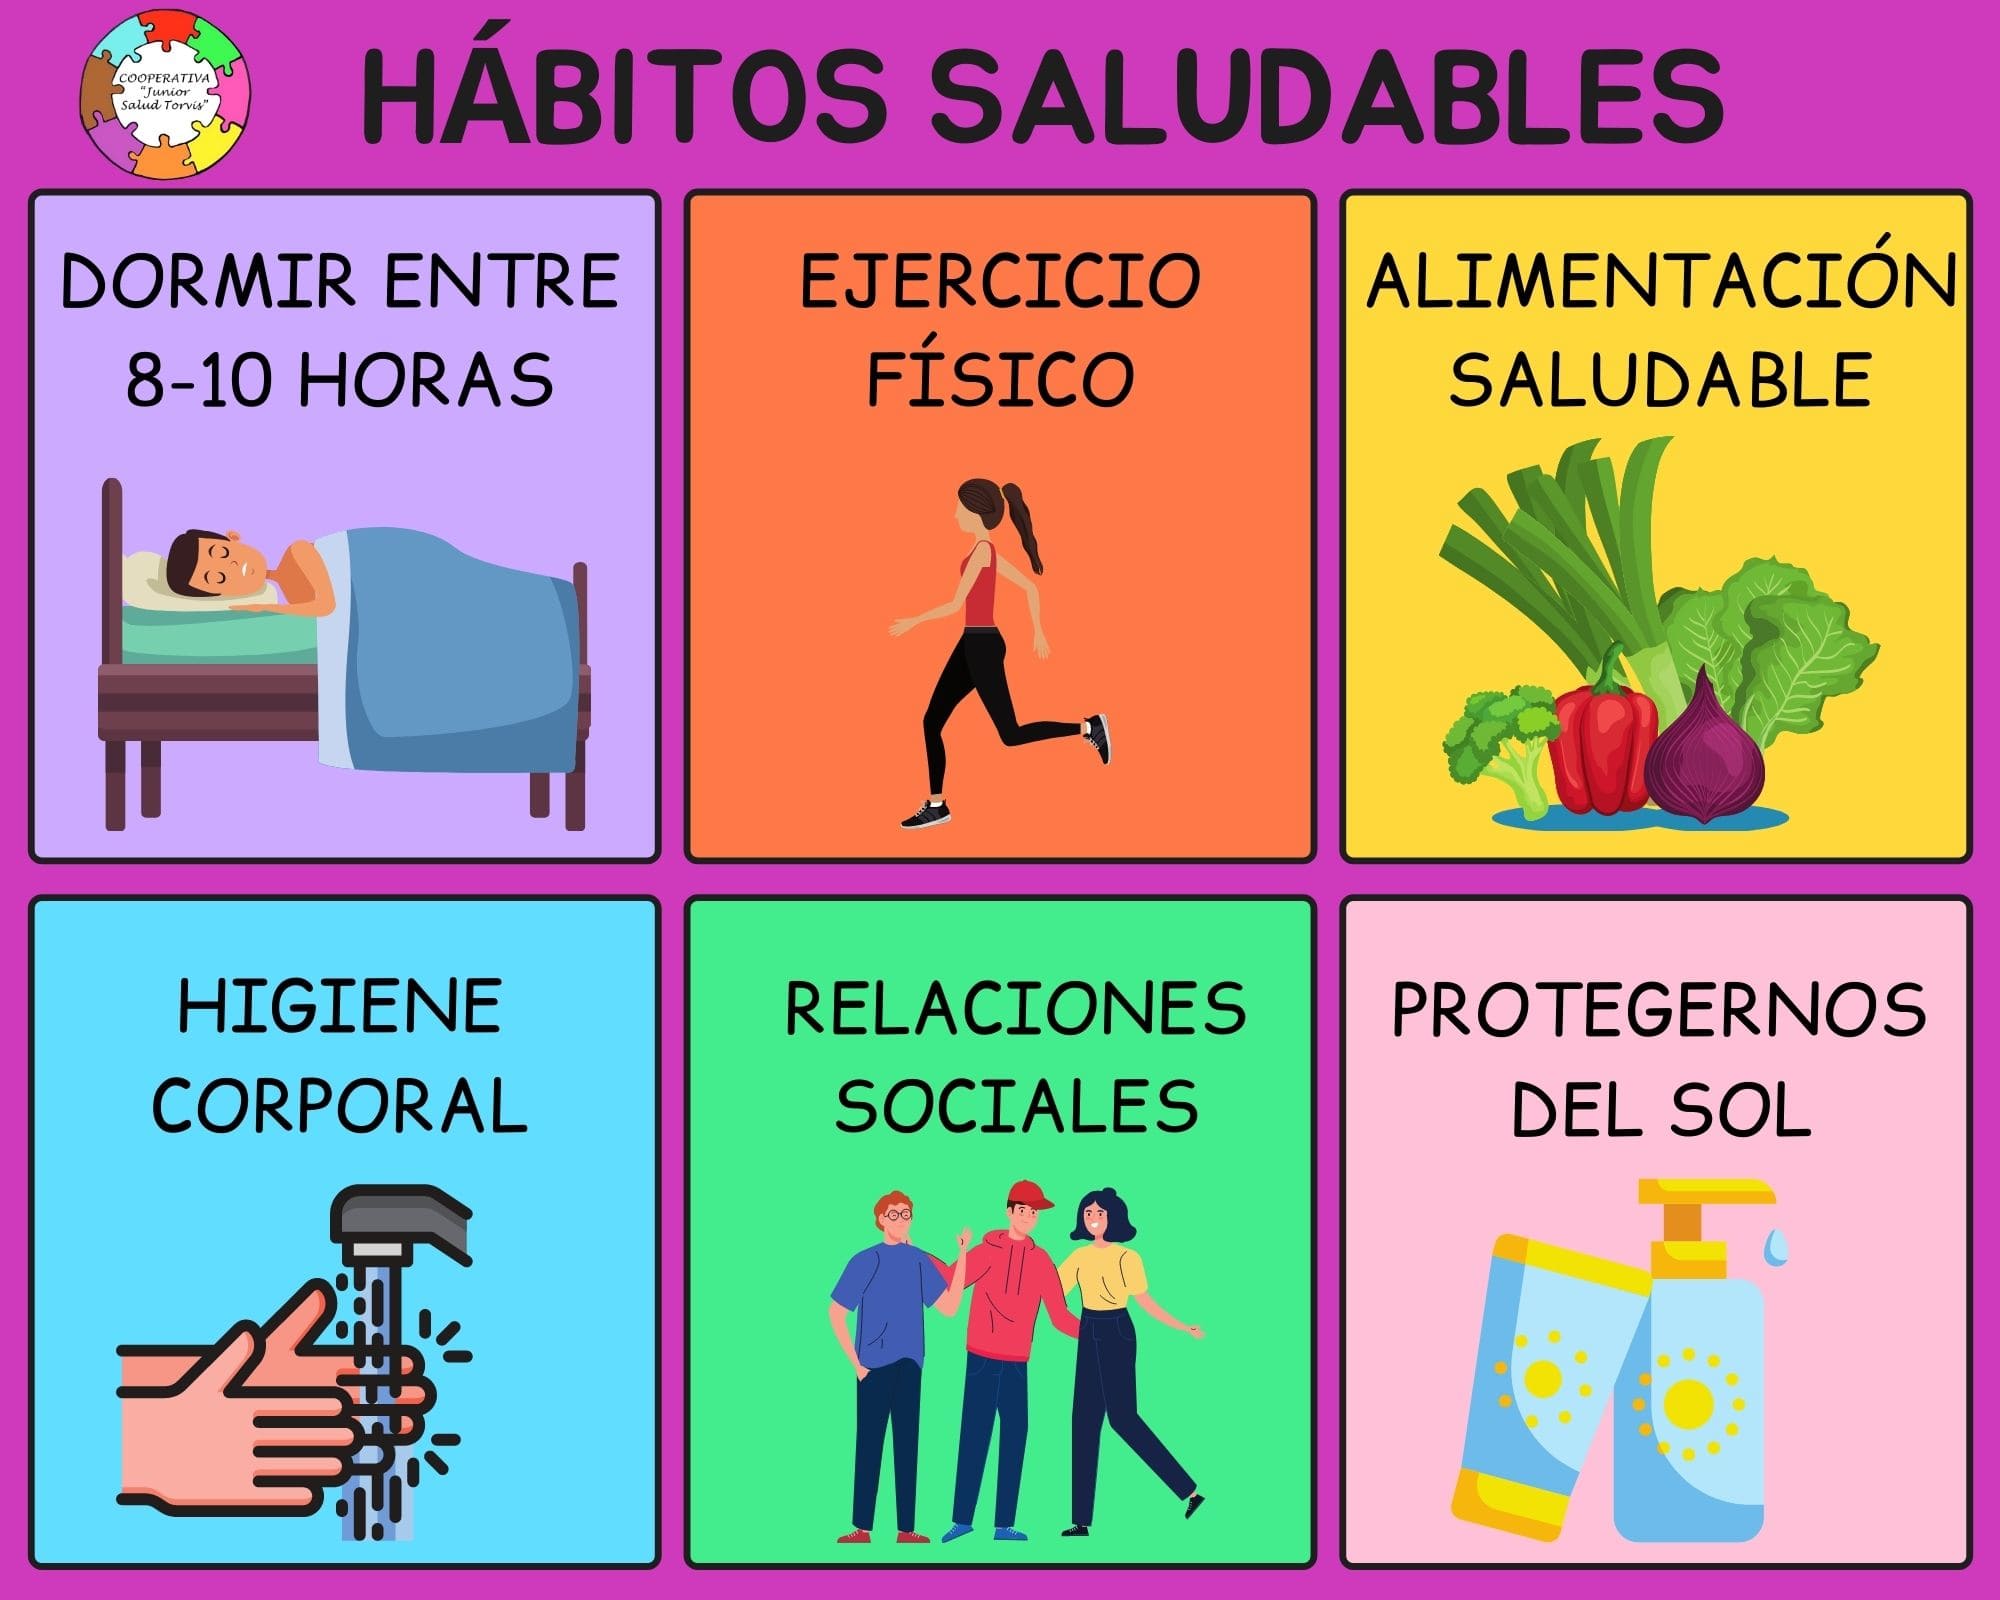 COOPERATIVA
"Junior
Salud Torvis"
HÁBITOS SALUDABLES
DORMIR ENTRE
8-10 HORAS
EJERCICIO
FÍSICO
ALIMENTACIÓN
SALUDABLE
HIGIENE
CORPORAL
RELACIONES
SOCIALES
PROTEGERNOS
DEL SOL